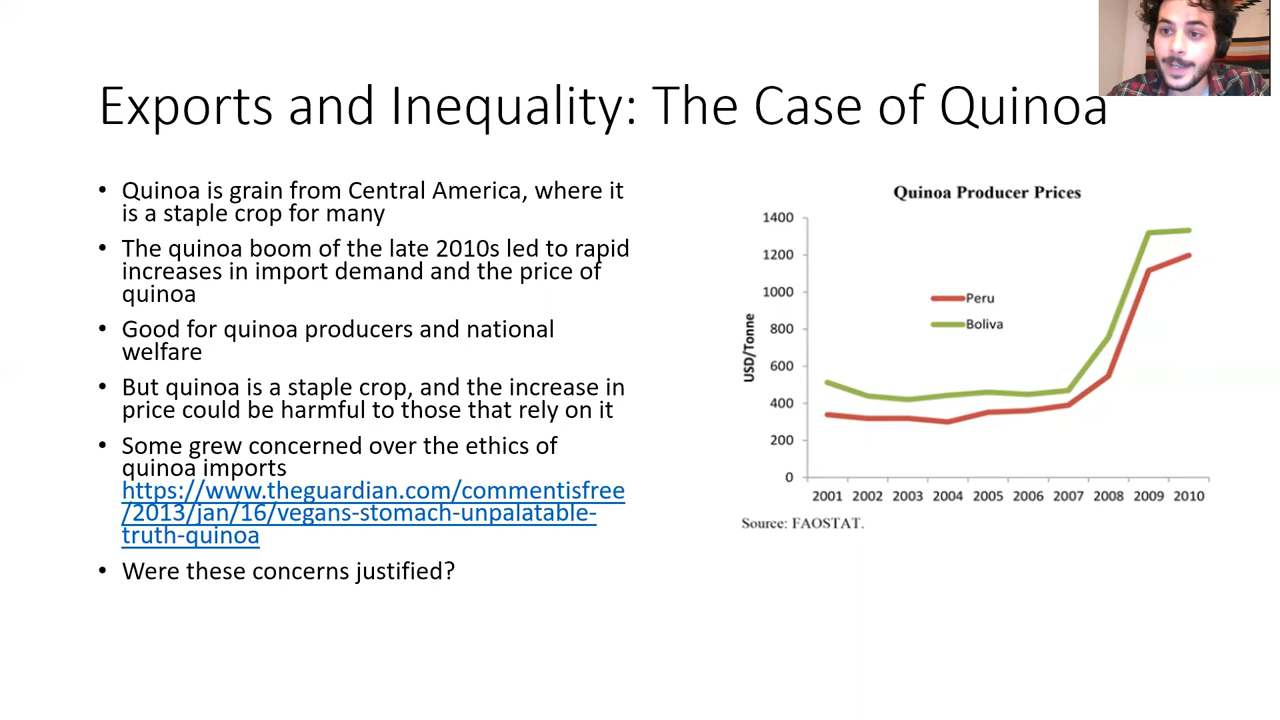 Exports and Inequality: The Case of Quinoa
• Quinoa is grain from Central America, where it
is a staple crop for many
• The quinoa boom of the late 2010s led to rapid
increases in import demand and the price of
quinoa
• Good for quinoa producers and national
welfare
• But quinoa is a staple crop, and the increase in
price could be harmful to those that rely on it
• Some grew concerned over the ethics of
quinoa imports
https://www.theguardian.com/commentisfree
/2013/jan/16/vegans-stomach-unpalatable-
truth-quinoa
• Were these concerns justified?
Quinoa Producer Prices
1400
1200
1000
800
600
400
200
0
USD/Tonne
Peru
Boliva
2001 2002 2003 2004 2005 2006 2007 2008 2009 2010
Source: FAOSTAT.